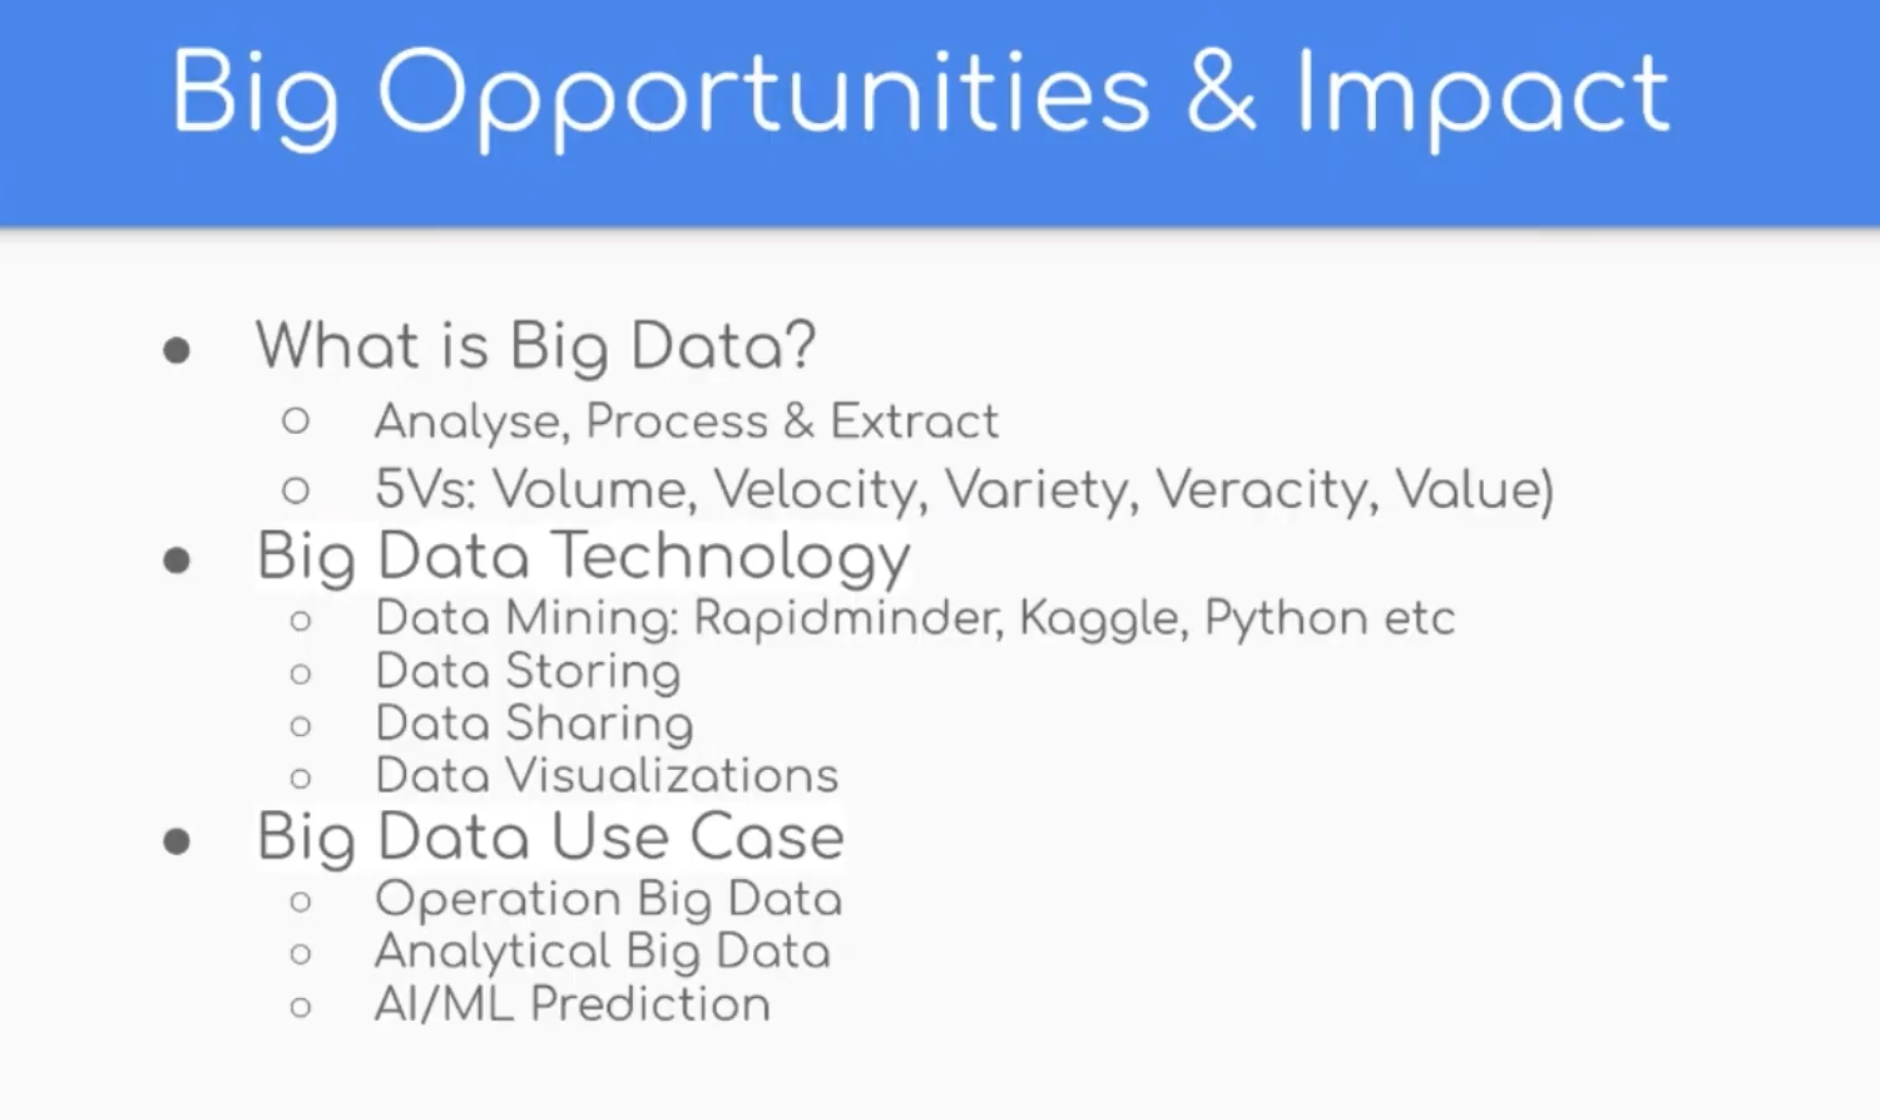 Big Opportunities & Impact
What is Big Data?
Analyse, Process & Extract
5Vs: Volume, Velocity, Variety, Veracity, Value)
Big Data Technology
Data Mining: Rapidminder, Kaggle, Python etc
Data Storing
Data Sharing
Data Visualizations
Big Data Use Case
Operation Big Data
Analytical Big Data
AI/ML Prediction